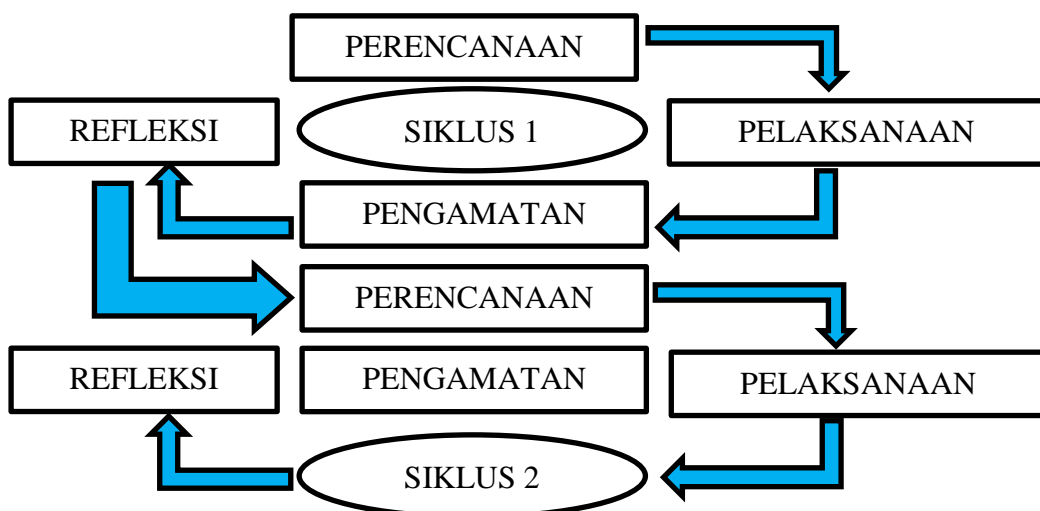 PERENCANAAN
REFLEKSI
SIKLUS 1
PELAKSANAAN
PENGAMATAN
PERENCANAAN
REFLEKSI
PENGAMATAN
PELAKSANAAN
SIKLUS 2